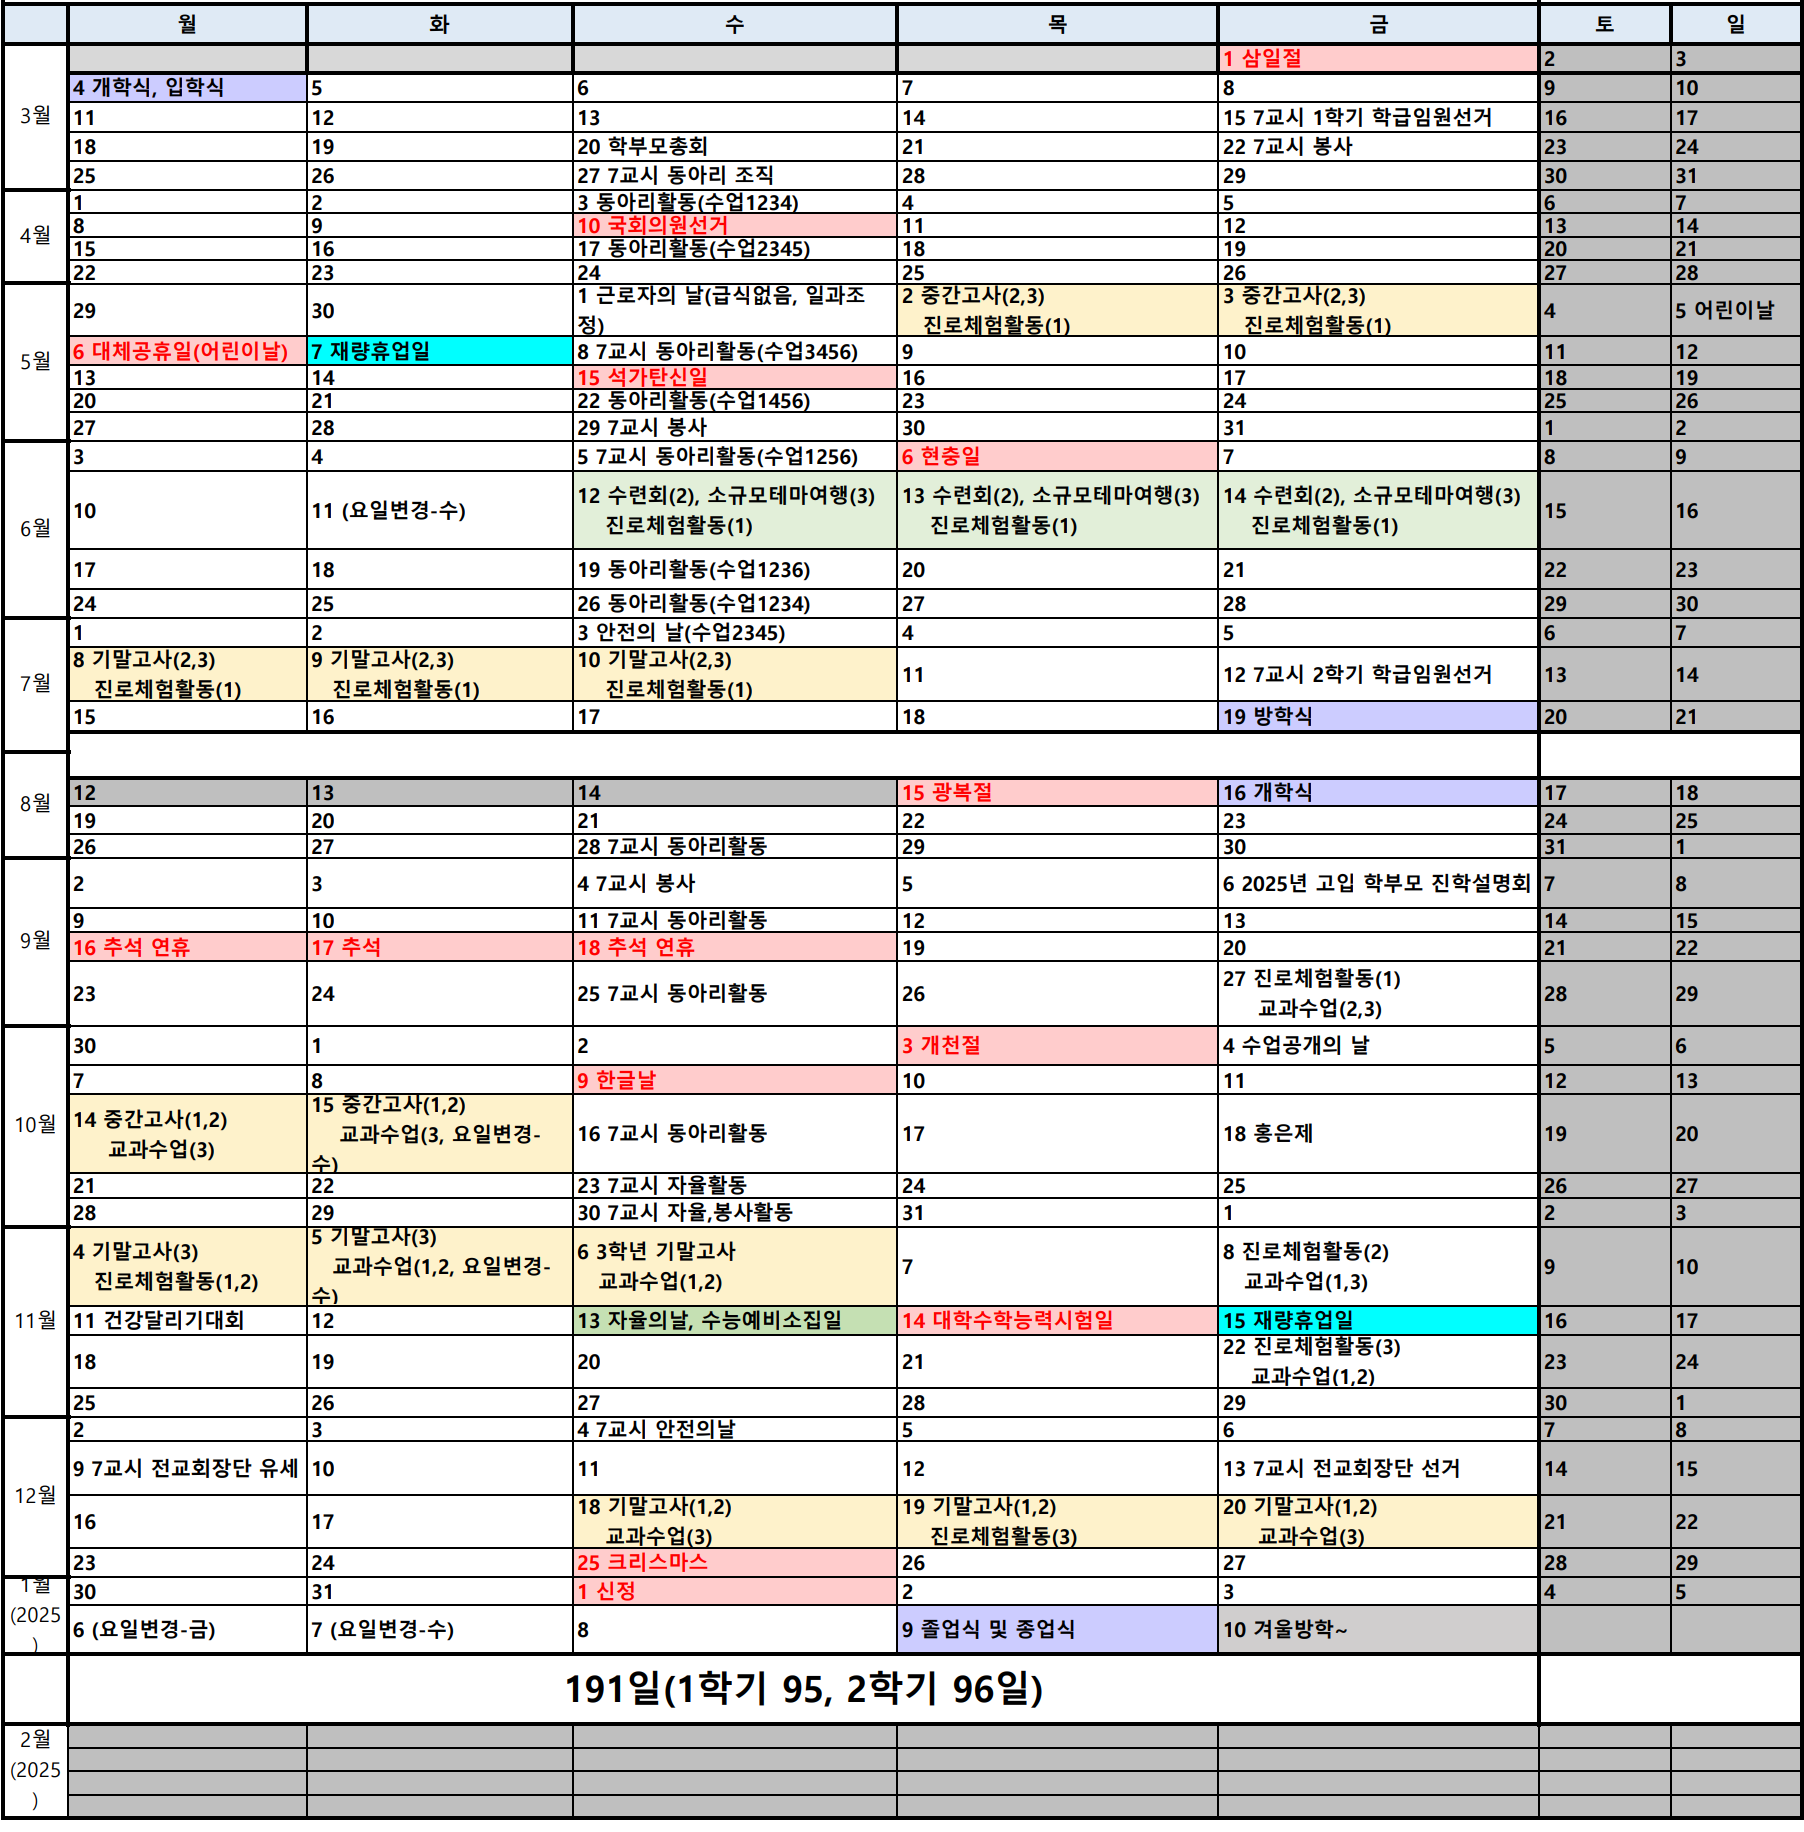 월 화 수 목 금 토 일
3월
1 삼일절 2 3
4 개학식, 입학식 5 6 7 8 9 10
11 12 13 14 15 7교시 1학기 학급임원선거 16 17
18 19 20 학부모총회 21 22 7교시 봉사 23 24
25 26 27 7교시 동아리 조직 28 29 30 31
4월
1 2 3 동아리활동(수업1234) 4 5 6 7
8 9 10 국회의원선거 11 12 13 14
15 16 17 동아리활동(수업2345) 18 19 20 21
22 23 24 25 26 27 28
5월
29 30 1 근로자의 날(급식없음, 일과조 2 중간고사(2,3) 3 중간고사(2,3) 4 5 어린이날
정) 진로체험활동(1) 진로체험활동(1)
6 대체공휴일(어린이날) 7 재량휴업일 8 7교시 동아리활동(수업3456) 9 10 11 12
13 14 15 석가탄신일 16 17 18 19
20 21 22 동아리활동(수업1456) 23 24 25 26
27 28 29 7교시 봉사 30 31 1 2
6월
3 4 5 7교시 동아리활동(수업1256) 6 현충일 7 8 9
10 11 (요일변경-수) 12 수련회(2), 소규모테마여행(3) 13 수련회(2), 소규모테마여행(3) 14 수련회(2), 소규모테마여행(3) 15 16
진로체험활동(1) 진로체험활동(1) 진로체험활동(1)
17 18 19 동아리활동(수업1236) 20 21 22 23
24 25 26 동아리활동(수업1234) 27 28 29 30
7월
1 2 3 안전의 날(수업2345) 4 5 6 7
8 기말고사(2,3) 9 기말고사(2,3) 10 기말고사(2,3) 11 12 7교시 2학기 학급임원선거 13 14
진로체험활동(1) 진로체험활동(1) 진로체험활동(1)
15 16 17 18 19 방학식 20 21
8월
12 13 14 15 광복절 16 개학식 17 18
19 20 21 22 23 24 25
26 27 28 7교시 동아리활동 29 30 31 1
9월
2 3 4 7교시 봉사 5 6 2025년 고입 학부모 진학설명회 7 8
9 10 11 7교시 동아리활동 12 13 14 15
16 추석 연휴 17 추석 18 추석 연휴 19 20 21 22
23 24 25 7교시 동아리활동 26 27 진로체험활동(1) 28 29
교과수업(2,3)
10월
30 1 2 3 개천절 4 수업공개의 날 5 6
7 8 9 한글날 10 11 12 13
14 중간고사(1,2) 15 중간고사(1,2) 16 7교시 동아리활동 17 18 홍은제 19 20
교과수업(3) 교과수업(3, 요일변경-
수)
21 22 23 7교시 자율활동 24 25 26 27
28 29 30 7교시 자율,봉사활동 31 1 2 3
11월
4 기말고사(3) 5 기말고사(3) 6 3학년 기말고사 7 8 진로체험활동(2) 9 10
진로체험활동(1,2) 교과수업(1,2, 요일변경- 교과수업(1,2) 교과수업(1,3)
수)
11 건강달리기대회 12 13 자율의날, 수능예비소집일 14 대학수학능력시험일 15 재량휴업일 16 17
18 19 20 21 22 진로체험활동(3) 23 24
교과수업(1,2)
25 26 27 28 29 30 1
12월
2 3 4 7교시 안전의날 5 6 7 8
9 7교시 전교회장단 유세 10 11 12 13 7교시 전교회장단 선거 14 15
16 17 18 기말고사(1,2) 19 기말고사(1,2) 20 기말고사(1,2) 21 22
교과수업(3) 진로체험활동(3) 교과수업(3)
23 24 25 크리스마스 26 27 28 29
1월
(2025
)
30 31 1 신정 2 3 4 5
6 (요일변경-금) 7 (요일변경-수) 8 9 졸업식 및 종업식 10 겨울방학~
191일(1학기 95, 2학기 96일)
2월
(2025
)